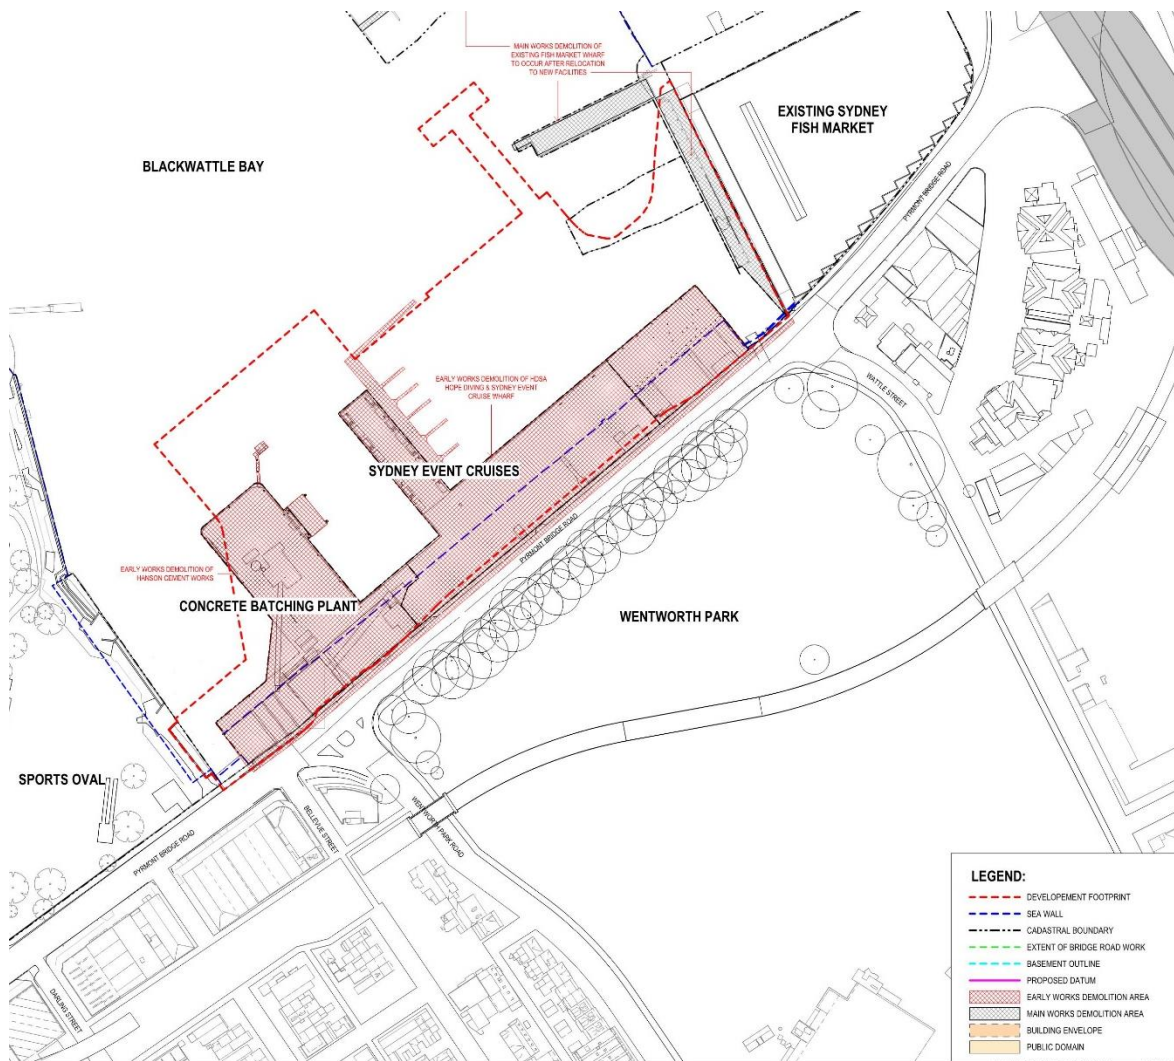 MAIN WORKS DEMOLITION OF
EXISTING FISH MARKET WHARF
TO OCCUR AFTER RELOCATION
TO NEW FACILITIES
EXISTING SYDNEY
FISH MARKET
BLACKWATTLE BAY
PYRMONT BRIDGE ROAD
WATTLE STREET
EARLY WORKS DEMOLITION OF HDSA
HOPE DIVING & SYDNEY EVENT
CRUISE WHARF
SYDNEY EVENT CRUISES
PYRMONT BRIDGE ROAD
EARLY WORKS DEMOLITION OF
HANSON CEMENT WORKS
CONCRETE BATCHING PLANT
WENTWORTH PARK
SPORTS OVAL
PYRMONT BRIDGE ROAD
BELLEVUE STREET
WENTWORTH PARK ROAD
DARLING STREET
LEGEND:
DEVELOPEMENT FOOTPRINT
SEA WALL
CADASTRAL BOUNDARY
EXTENT OF BRIDGE ROAD WORK
BASEMENT OUTLINE
PROPOSED DATUM
EARLY WORKS DEMOLITION AREA
MAIN WORKS DEMOLITION AREA
BUILDING ENVELOPE
PUBLIC DOMAIN